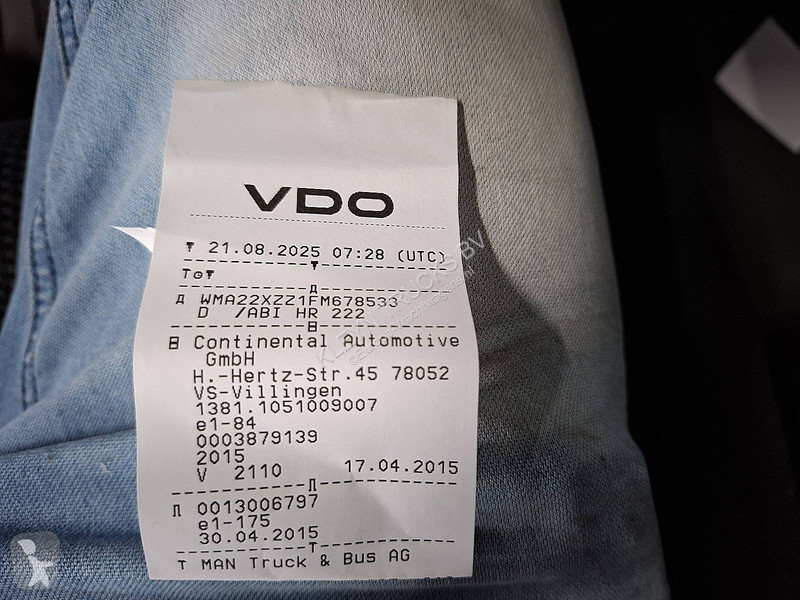 VDO
21.08.2025 07:28 (UTC)
WMA22XZZ1FM678533
D /ABI HR 222
Continental Automotive
GmbH
H.-Hertz-Str.45 78052
VS-Villingen
1381.1051009007
e1-84
0003879139
2015
V 2110 17.04.2015
0013006797
e1-175
30.04.2015
T MAN Truck & Bus AG